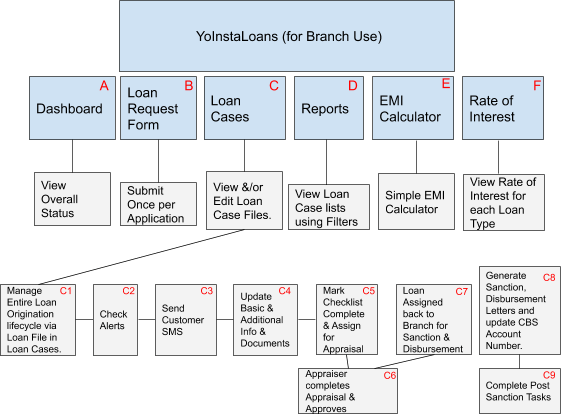 YoInstaLoans (for Branch Use)
A
Dashboard
B
Loan
Request
Form
C
Loan
Cases
D
Reports
E
EMI
Calculator
F
Rate of
Interest
View
Overall
Status
Submit
Once per
Application
View &/or
Edit Loan
Case Files.
View Loan
Case lists
using Filters
Simple EMI
Calculator
View Rate of
Interest for
each Loan
Type
Manage C1
Entire Loan
Origination
lifecycle via
Loan File in
Loan Cases.
C2
Check
Alerts
C3
Send
Customer
SMS
C4
Update
Basic &
Additional
Info &
Documents
Mark C5
Checklist
Complete
& Assign
for
Appraisal
Appraiser C6
completes
Appraisal &
Approves
Loan C7
Assigned
back to
Branch for
Sanction &
Disbursement
Generate C8
Sanction,
Disbursement
Letters and
update CBS
Account
Number.
C9
Complete Post
Sanction Tasks